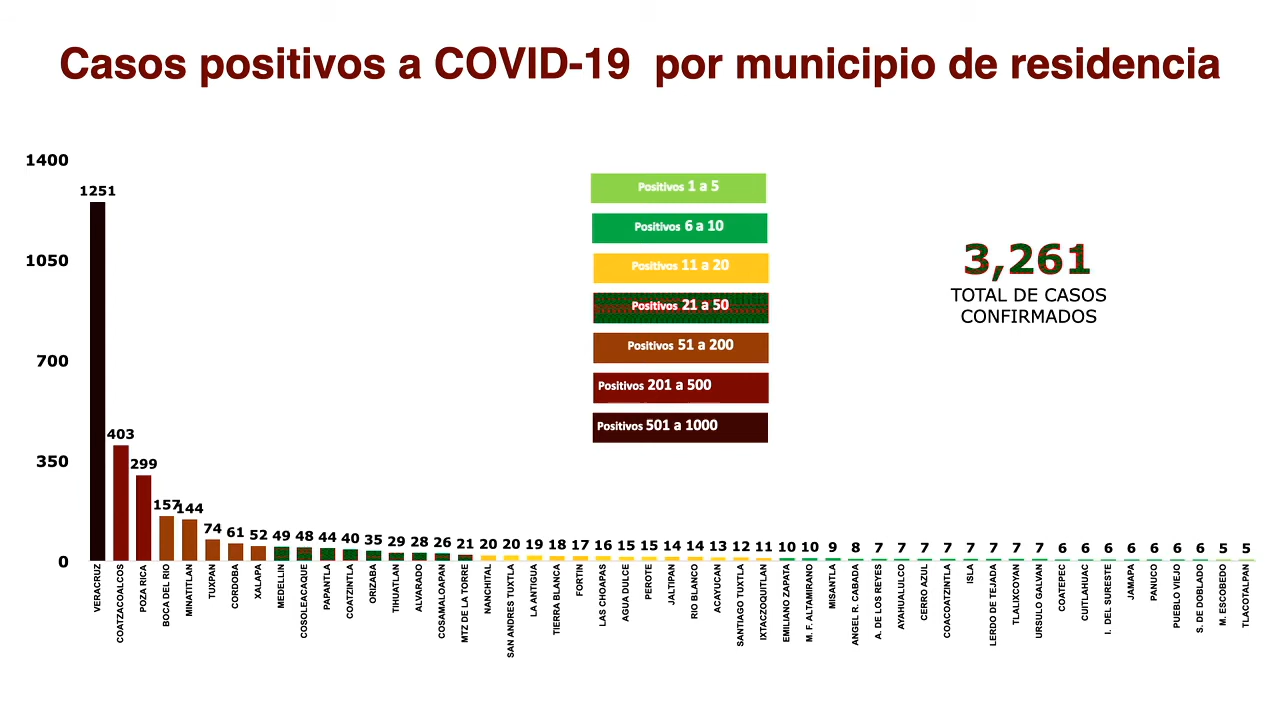 Casos positivos a COVID-19 por municipio de residencia
1400
1050
700
350
0
1251
403
299
157
144
74
61
52
49
48
44
40
35
29
28
26
21
20
20
19
18
17
16
15
15
14
14
13
12
11
10
10
9
8
7
7
7
7
7
7
7
7
6
6
6
6
6
6
6
5
5
Positivos 1 a 5
Positivos 6 a 10
Positivos 11 a 20
Positivos 21 a 50
Positivos 51 a 200
Positivos 201 a 500
Positivos 501 a 1000
3,261
TOTAL DE CASOS
CONFIRMADOS
VERACRUZ
COATZACOALCOS
POZA RICA
BOCA DEL RIO
MINATITLAN
TUXPAN
CORDOBA
XALAPA
MEDELLIN
COSOLEACAQUE
PAPANTLA
COATZINTLA
ORIZABA
TIHUATLAN
ALVARADO
COSAMALOAPAN
MTZ DE LA TORRE
NANCHITAL
SAN ANDRES TUXTLA
LA ANTIGUA
TIERRA BLANCA
FORTIN
LAS CHOAPAS
AGUA DULCE
PEROTE
JALTIPAN
RIO BLANCO
ACAYUCAN
SANTIAGO TUXTLA
IXTACZOQUITLAN
EMILIANO ZAPATA
M. F. ALTAMIRANO
MISANTLA
ANGEL R. CABADA
A. DE LOS REYES
AYAHUALULCO
CERRO AZUL
COACOATZINTLA
ISLA
LERDO DE TEJADA
TLALIXCOYAN
URSULO GALVAN
COATEPEC
CUITLAHUAC
I. DEL SURESTE
JAMAPA
PANUCO
PUEBLO VIEJO
S. DE DOBLADO
M. ESCOBEDO
TLACOTALPAN